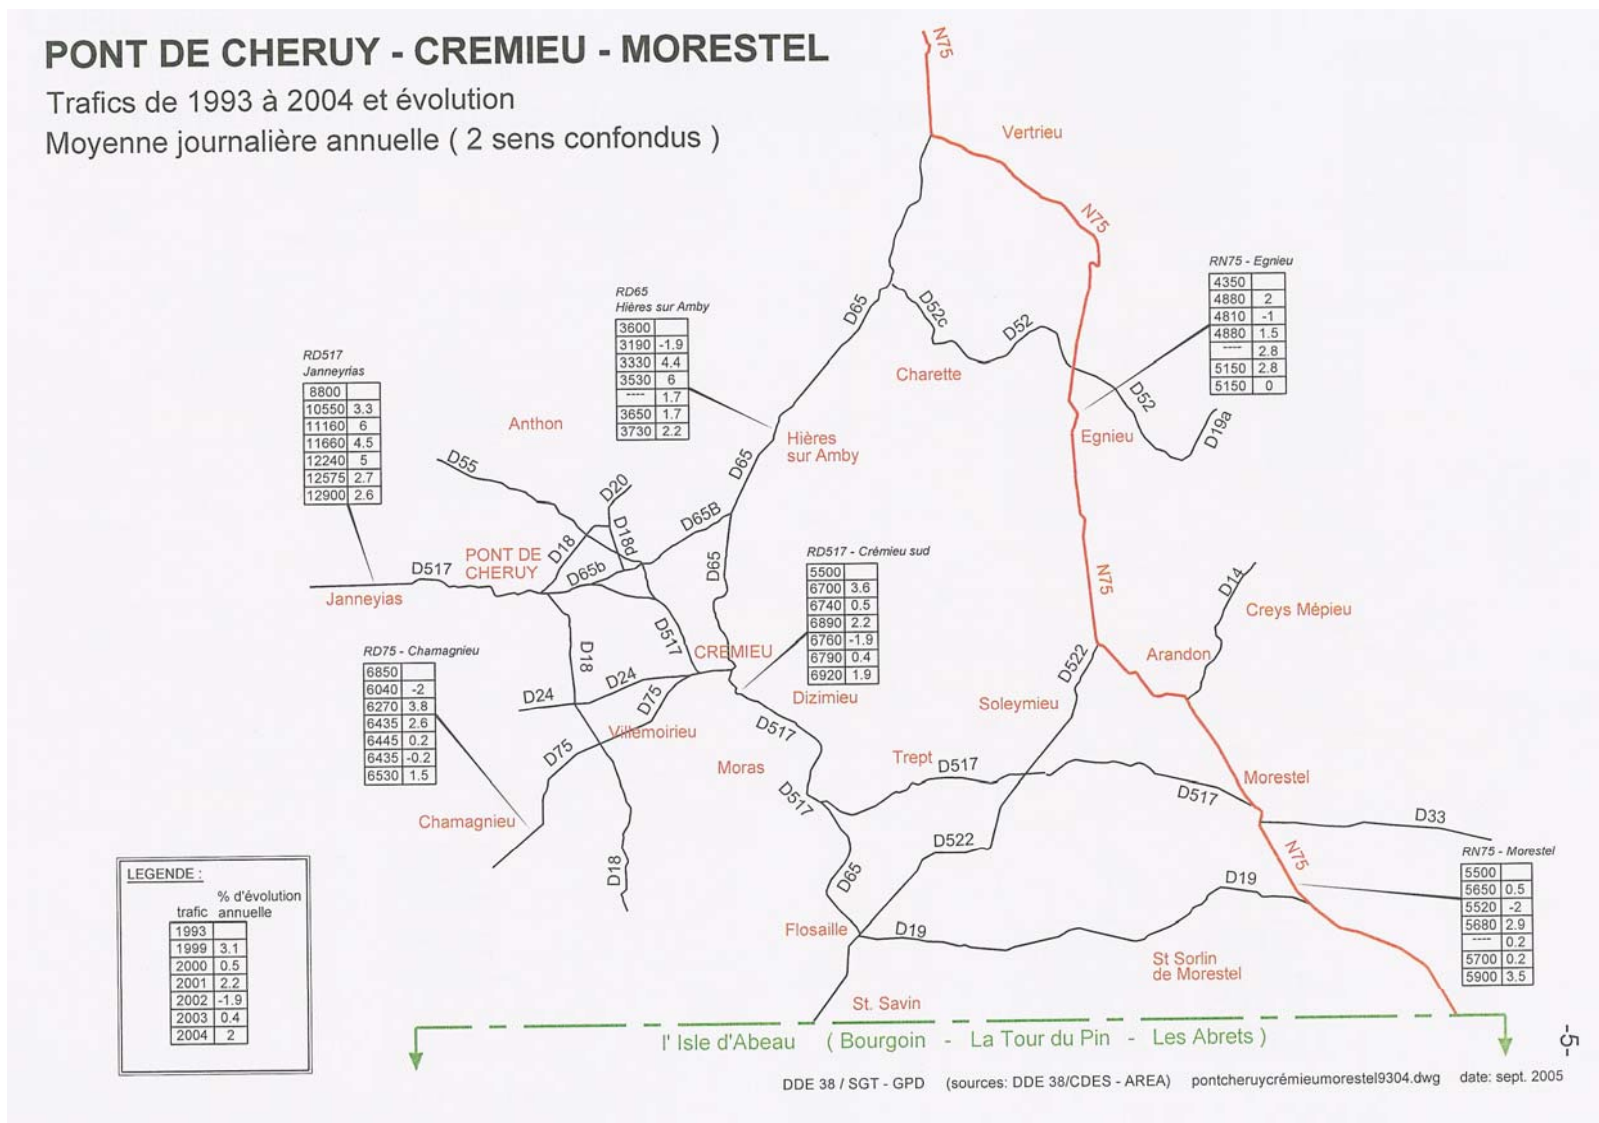 PONT DE CHERUY - CREMIEU - MORESTEL
Trafics de 1993 à 2004 et évolution
Moyenne journalière annuelle ( 2 sens confondus )
N75
Vertrieu
N75
RN75 - Egnieu
4350
4880 2
4810 -1
4880 1.5
---- 2.8
5150 2.8
5150 0
RD65
Hières sur Amby
3600
3190 -1.9
3330 4.4
3530 6
---- 1.7
3650 1.7
3730 2.2
D65
D52c
D52
Charette
D52
D19a
Egnieu
RD517
Janneyrias
8800
10550 3.3
11160 6
11660 4.5
12240 5
12575 2.7
12900 2.6
Anthon
Hières
sur Amby
D55
D65
D20
D18d
D65B
D18
PONT DE
CHERUY
D517
D65b
D65
Janneyias
RD517 - Crémieu sud
5500
6700 3.6
6740 0.5
6890 2.2
6760 -1.9
6790 0.4
6920 1.9
N75
D14
Creys Mépieu
D517
CREMIEU
D18
RD75 - Chamagnieu
6850
6040 -2
6270 3.8
6435 2.6
6445 0.2
6435 -0.2
6530 1.5
D24
D24
D75
Dizimieu
D522
Arandon
Soleymieu
Villemoirieu
D517
D75
Moras
Trept
D517
Morestel
D517
D517
Chamagnieu
D33
D522
N75
RN75 - Morestel
5500
5650 0.5
5520 -2
5680 2.9
---- 0.2
5700 0.2
5900 3.5
D18
D65
D19
Flosaille
D19
St Sorlin
de Morestel
St. Savin
LEGENDE :
% d'évolution
trafic annuelle
1993
1999 3.1
2000 0.5
2001 2.2
2002 -1.9
2003 0.4
2004 2
l' Isle d'Abeau ( Bourgoin - La Tour du Pin - Les Abrets )
-5-
DDE 38 / SGT - GPD (sources: DDE 38/CDES - AREA) pontcheruycrémieumorestel9304.dwg date: sept. 2005